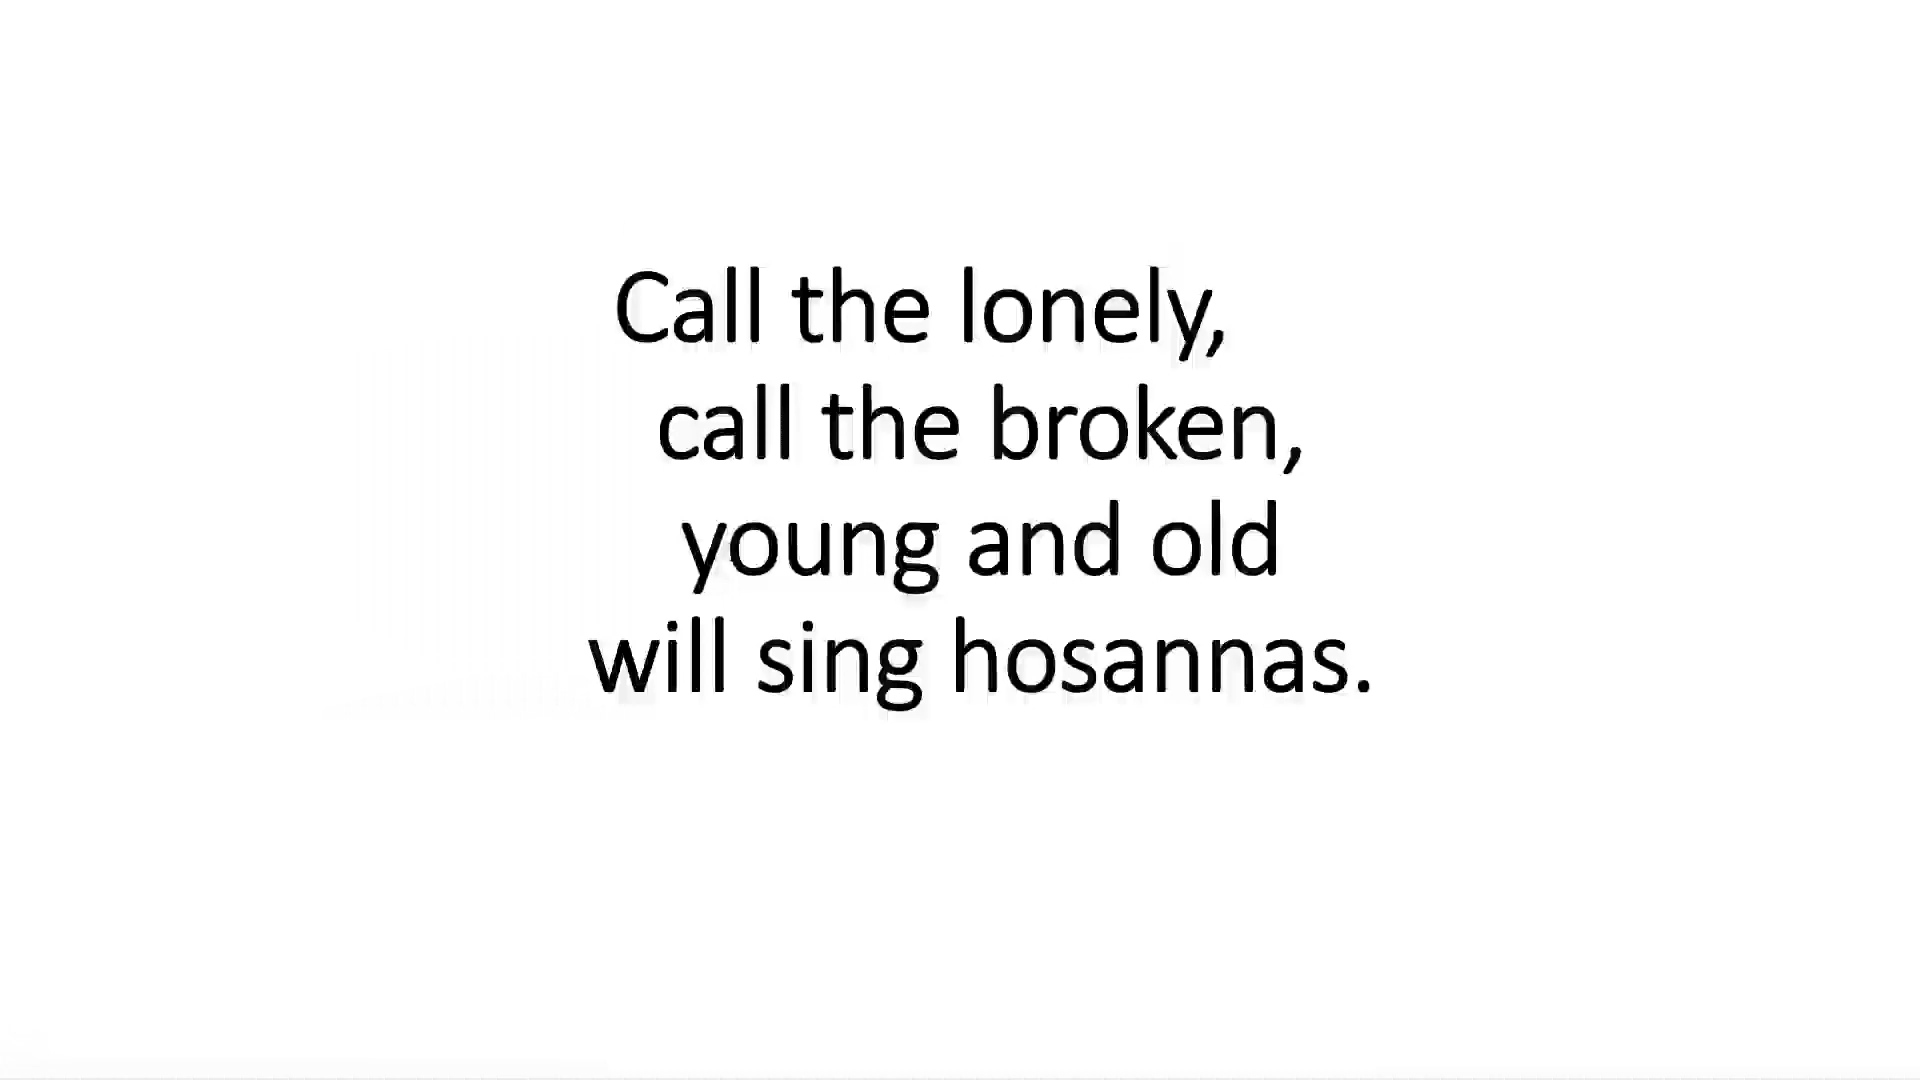 Call the lonely,
call the broken,
young and old
will sing hosannas.